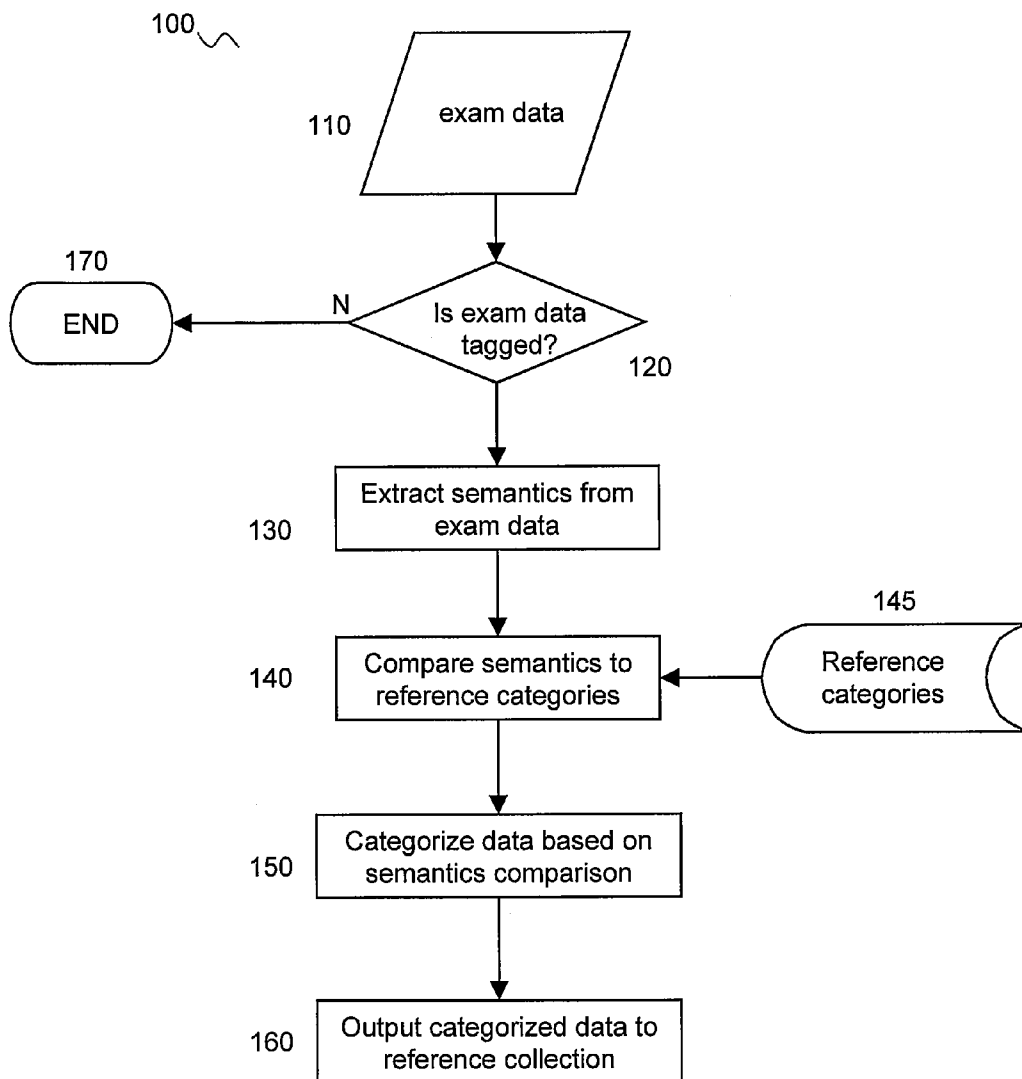 100
110
exam data
170
END
N
Is exam data
tagged?
120
130
Extract semantics from
exam data
145
140
Compare semantics to
reference categories
Reference
categories
150
Categorize data based on
semantics comparison
160
Output categorized data to
reference collection